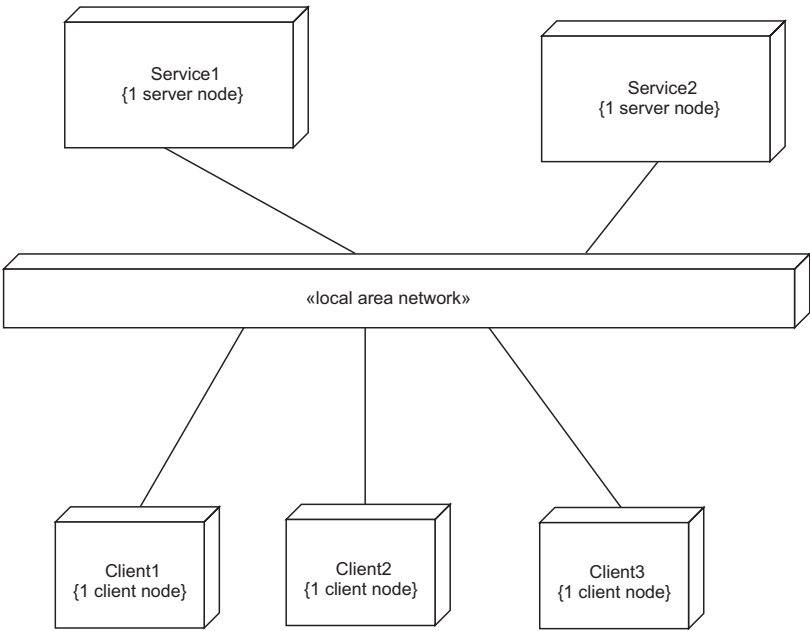 Service1
{1 server node}
Service2
{1 server node}
«local area network»
Client1
{1 client node}
Client2
{1 client node}
Client3
{1 client node}